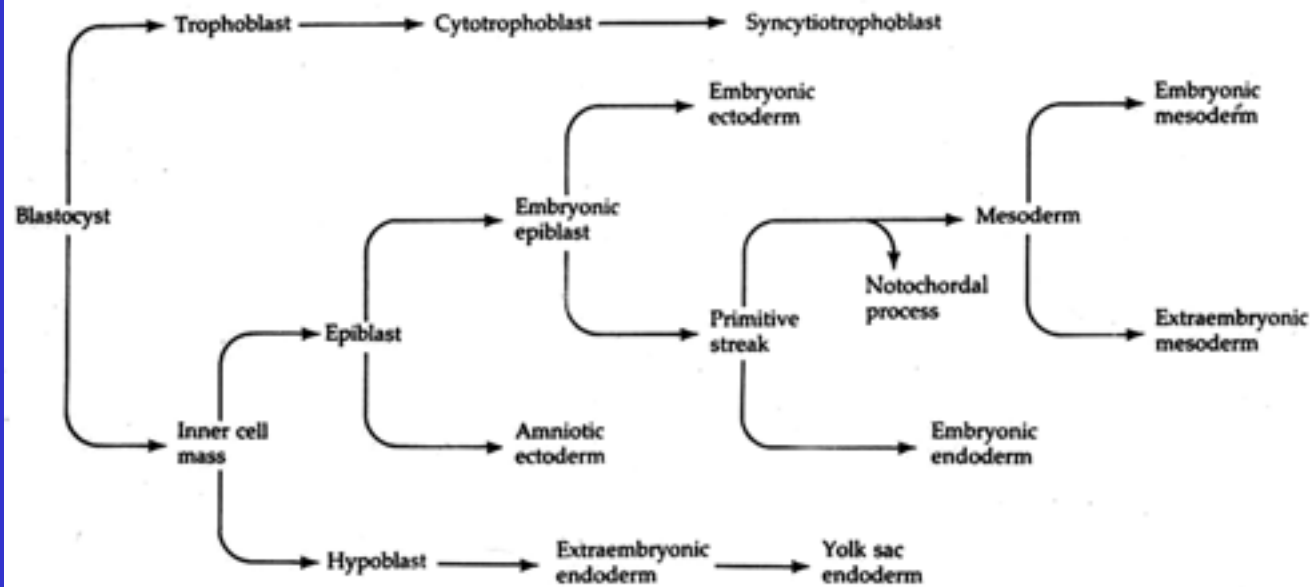 Trophoblast
Cytotrophoblast
Syncytiotrophoblast
Embryonic
ectoderm
Embryonic
mesoderm
Blastocyst
Embryonic
epiblast
Mesoderm
Notochordal
process
Epiblast
Primitive
streak
Extraembryonic
mesoderm
Inner cell
mass
Amniotic
ectoderm
Embryonic
endoderm
Hypoblast
Extraembryonic
endoderm
Yolk sac
endoderm